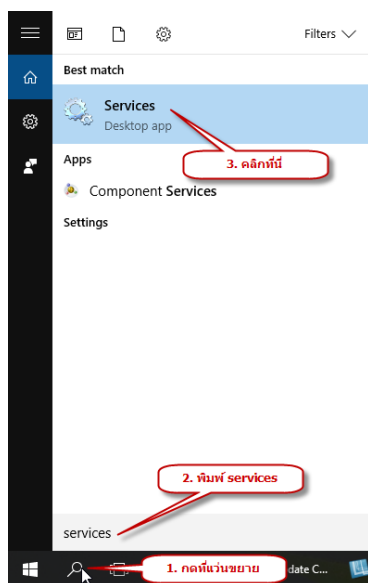 Filters
Best match
Services
Desktop app
3. คลิกที่นี่
Apps
Component Services
Settings
2. พิมพ์ services
services
1. กดที่แว่นขยาย
date C...